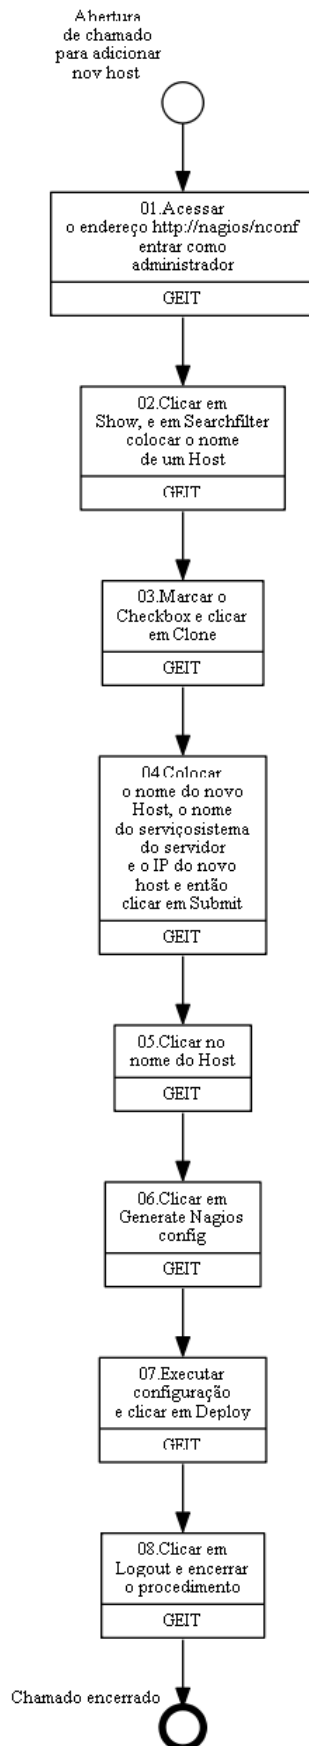 Abertura
de chamado
para adicionar
nov host
01.Acessar
o endereço http://nagios/nconf
entrar como
administrador
GEIT
02.Clicar em
Show, e em Searchfilter
colocar o nome
de um Host
GEIT
03.Marcar o
Checkbox e clicar
em Clone
GEIT
04.Colocar
o nome do novo
Host, o nome
do serviçosistema
do servidor
e o IP do novo
host e então
clicar em Submit
GEIT
05.Clicar no
nome do Host
GEIT
06.Clicar em
Generate Nagios
config
GEIT
07.Executar
configuração
e clicar em Deploy
GEIT
08.Clicar em
Logout e encerrar
o procedimento
GEIT
Chamado encerrado